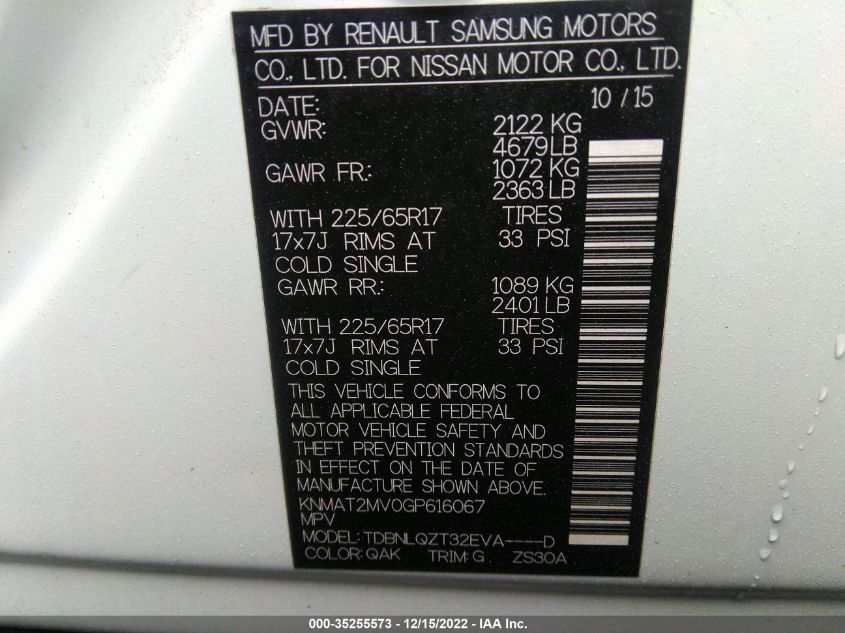 MFD BY RENAULT SAMSUNG MOTORS
CO., LTD. FOR NISSAN MOTOR CO., LTD.
DATE: 10 / 15
GVWR: 2122 KG
4679 LB
GAWR FR.: 1072 KG
2363 LB
WITH 225/65R17 TIRES
17x7J RIMS AT 33 PSI
COLD SINGLE
GAWR RR.: 1089 KG
2401 LB
WITH 225/65R17 TIRES
17x7J RIMS AT 33 PSI
COLD SINGLE
THIS VEHICLE CONFORMS TO
ALL APPLICABLE FEDERAL
MOTOR VEHICLE SAFETY AND
THEFT PREVENTION STANDARDS
IN EFFECT ON THE DATE OF
MANUFACTURE SHOWN ABOVE.
KNMAT2MV0GP616067
MPV
MODEL: TDBNLQZT32EVA----D
COLOR: QAK TRIM: G ZS30A
000-35255573 - 12/15/2022 - IAA Inc.